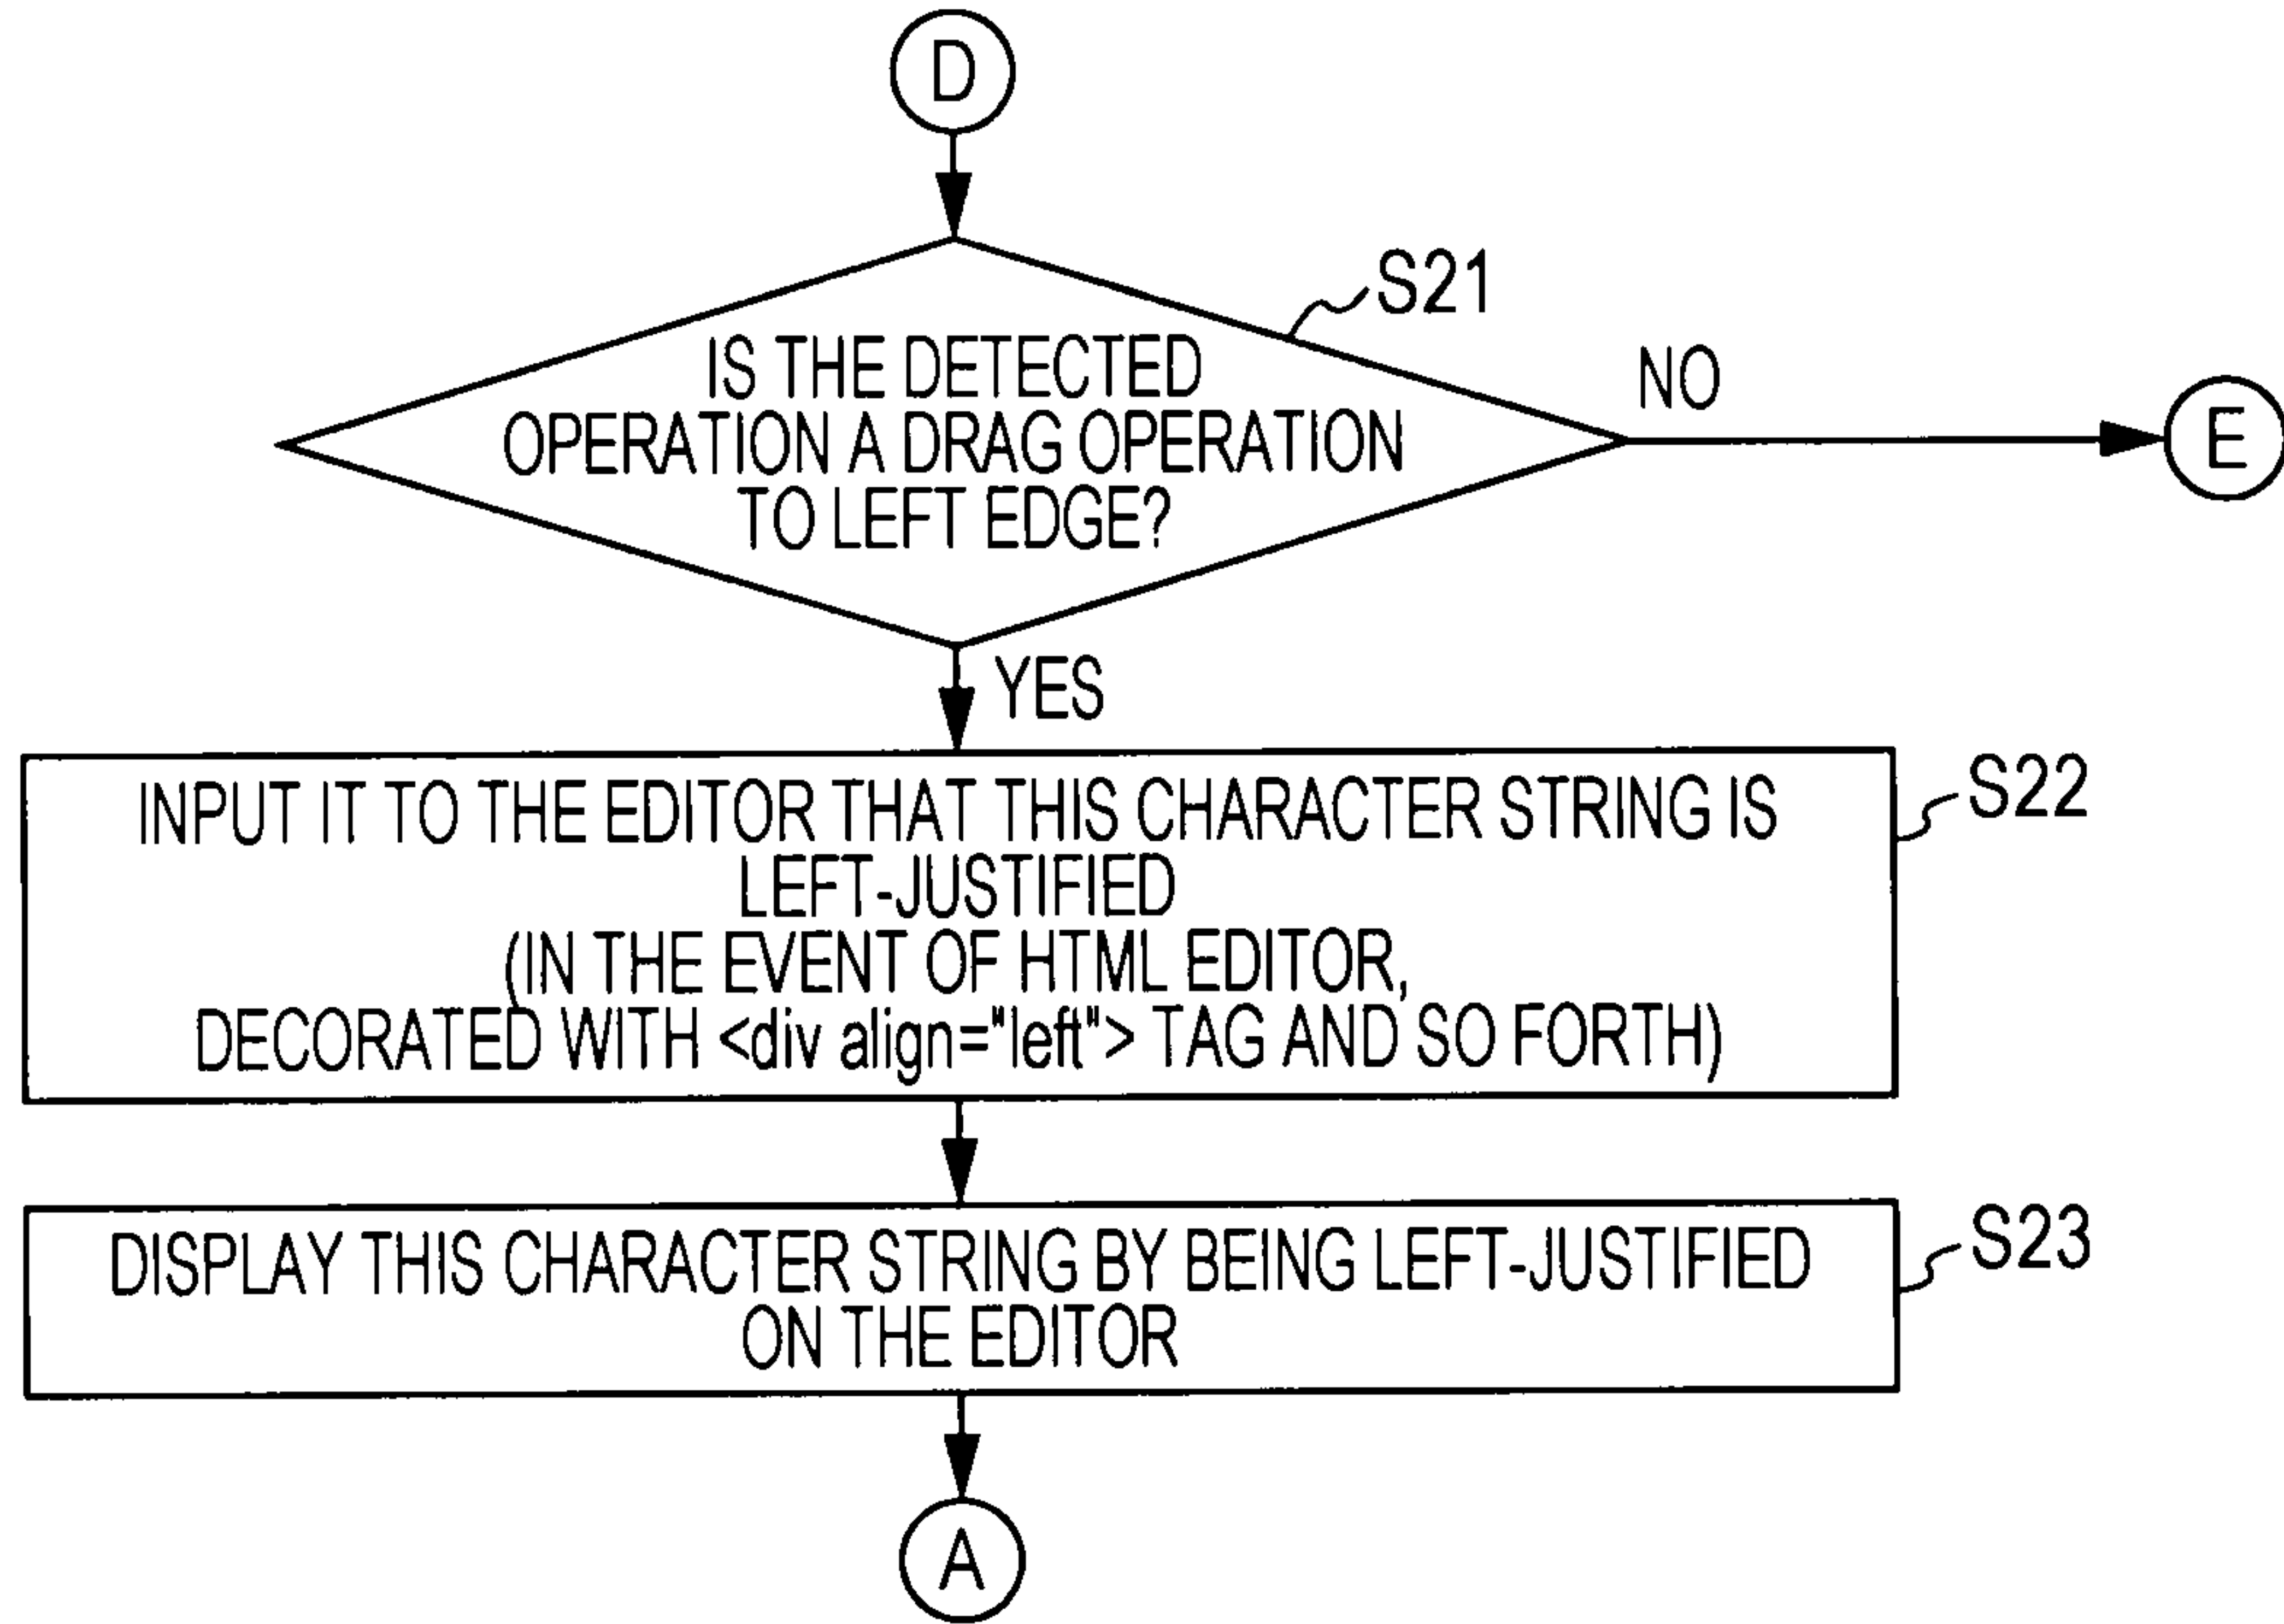 D
S21
IS THE DETECTED
OPERATION A DRAG OPERATION
TO LEFT EDGE?
NO
E
YES
S22
INPUT IT TO THE EDITOR THAT THIS CHARACTER STRING IS
LEFT-JUSTIFIED
(IN THE EVENT OF HTML EDITOR,
DECORATED WITH <div align="left"> TAG AND SO FORTH)
S23
DISPLAY THIS CHARACTER STRING BY BEING LEFT-JUSTIFIED
ON THE EDITOR
A